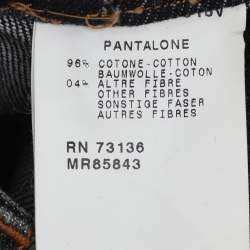 PANTALONE
96% COTONE-COTTON
BAUMWOLLE-COTON
04% ALTRE FIBRE
OTHER FIBRES
SONSTIGE FASER
AUTRES FIBRES
RN 73136
MR85843